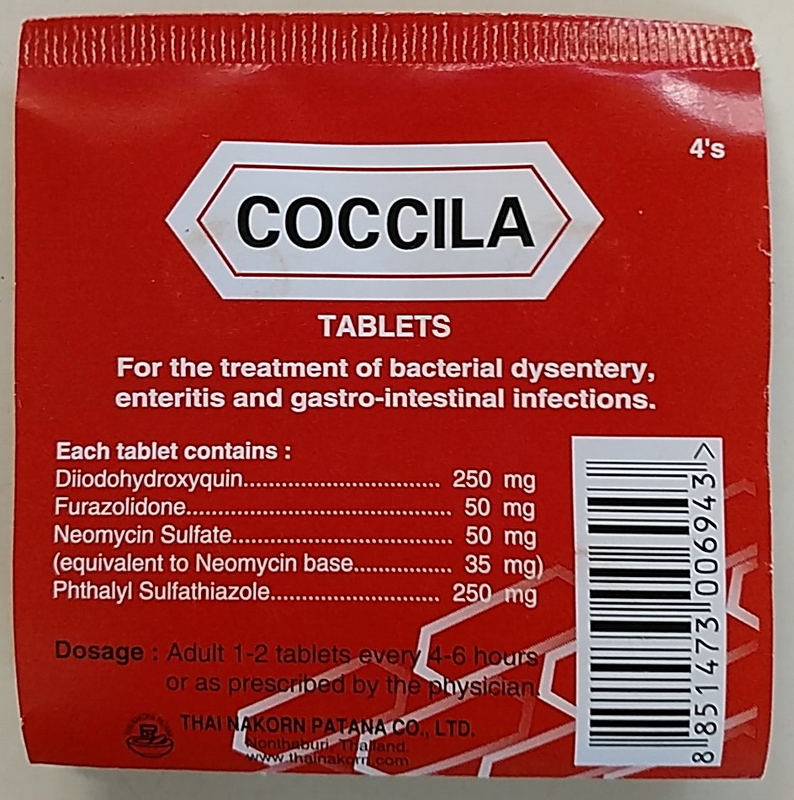 4's
COCCILA
TABLETS
For the treatment of bacterial dysentery,
enteritis and gastro-intestinal infections.
Each tablet contains :
Diiodohydroxyquin................................. 250 mg
Furazolidone........................................... 50 mg
Neomycin Sulfate.................................... 50 mg
(equivalent to Neomycin base................ 35 mg)
Phthalyl Sulfathiazole............................. 250 mg
Dosage : Adult 1-2 tablets every 4-6 hours
or as prescribed by the physician.
THAI NAKORN PATANA CO., LTD.
Nonthaburi, Thailand.
www.thainakorn.com
8 851473 006943 >